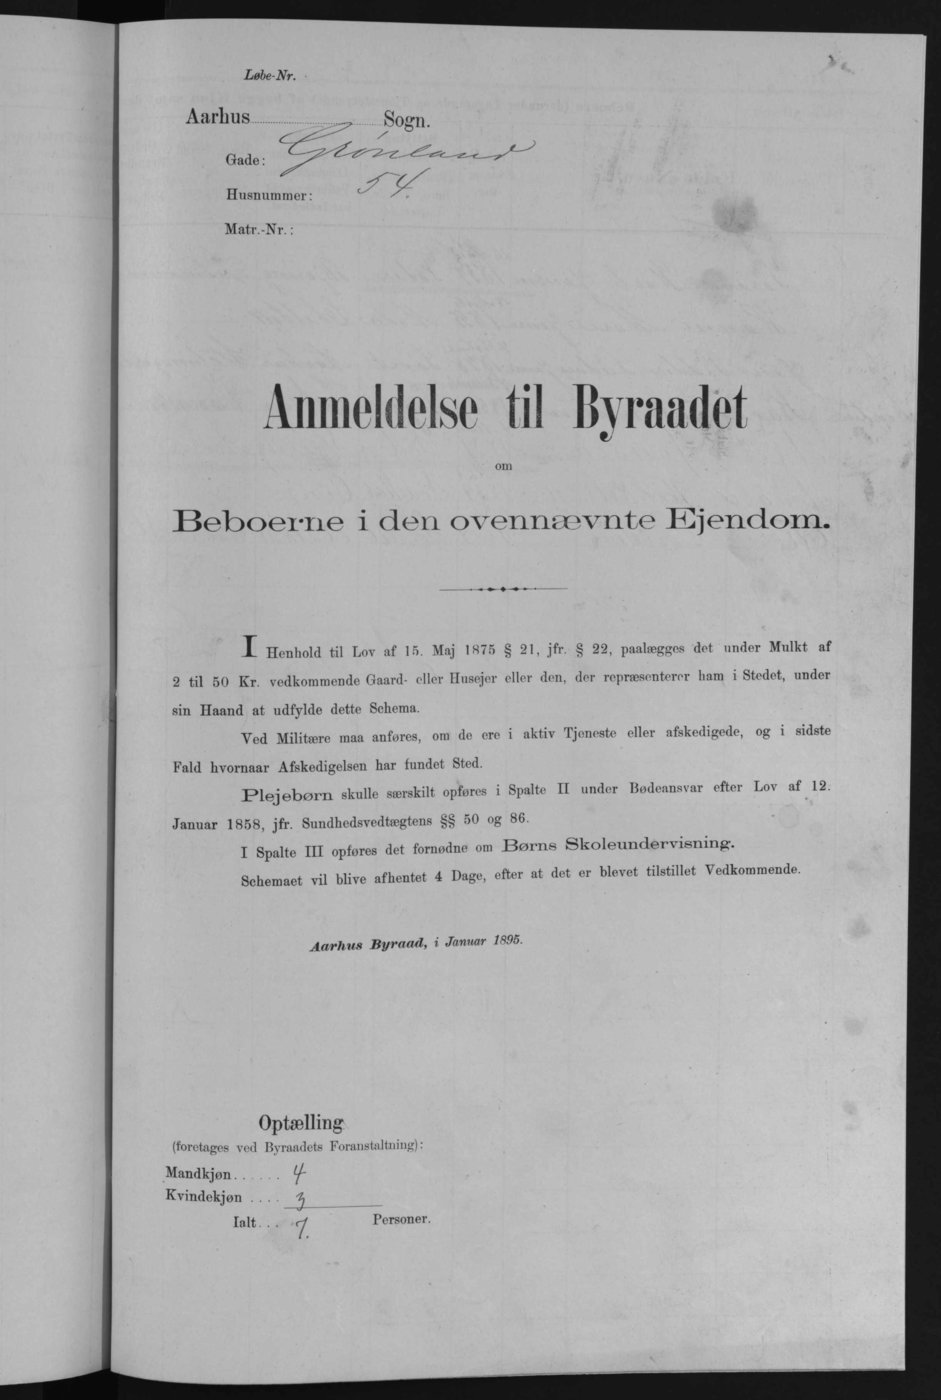 Løbe-Nr.
Aarhus Sogn.
Gade: Grönland
Husnummer: 54.
Matr.-Nr.:
Anmeldelse til Byraadet
om
Beboerne i den ovennævnte Ejendom.
I Henhold til Lov af 15. Maj 1875 § 21, jfr. § 22, paalægges det under Mulkt af
2 til 50 Kr. vedkommende Gaard- eller Husejer eller den, der repræsenterer ham i Stedet, under
sin Haand at udfylde dette Schema.
Ved Militære maa anføres, om de ere i aktiv Tjeneste eller afskedigede, og i sidste
Fald hvornaar Afskedigelsen har fundet Sted.
Plejebørn skulle særskilt opføres i Spalte II under Bødeansvar efter Lov af 12.
Januar 1858, jfr. Sundhedsvedtægtens §§ 50 og 86.
I Spalte III opføres det fornødne om Børns Skoleundervisning.
Schemaet vil blive afhentet 4 Dage, efter at det er blevet tilstillet Vedkommende.
Aarhus Byraad, i Januar 1895.
Optælling
(foretages ved Byraadets Foranstaltning):
Mandkjøn...... 4
Kvindekjøn .... 3
Ialt... 7. Personer.